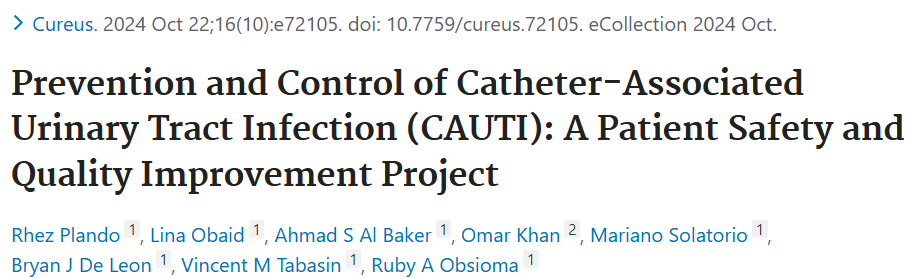 Cureus. 2024 Oct 22;16(10):e72105. doi: 10.7759/cureus.72105. eCollection 2024 Oct.
Prevention and Control of Catheter-Associated
Urinary Tract Infection (CAUTI): A Patient Safety and
Quality Improvement Project
Rhez Plando 1, Lina Obaid 1, Ahmad S Al Baker 1, Omar Khan 2, Mariano Solatorio 1,
Bryan J De Leon 1, Vincent M Tabasin 1, Ruby A Obsioma 1